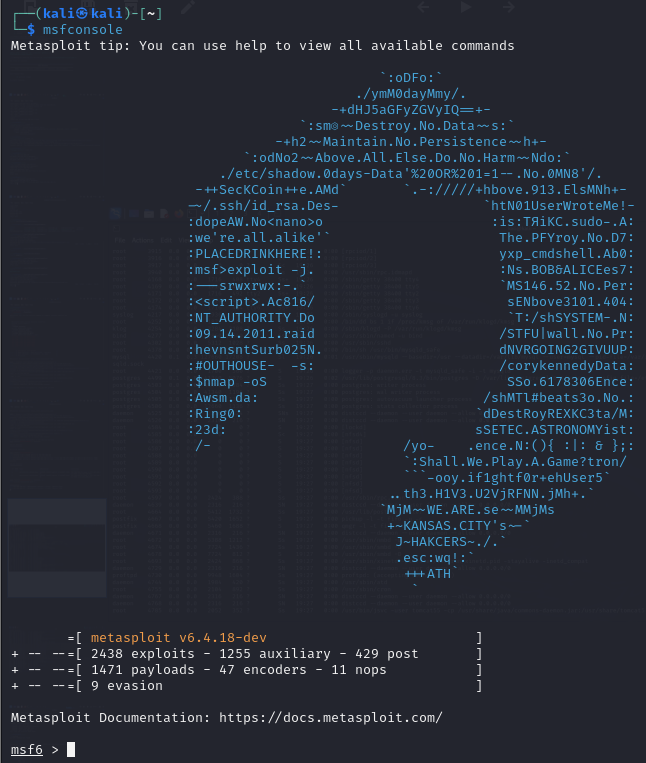 ┌──(kali㉿kali)-[~]
└─$ msfconsole
Metasploit tip: You can use help to view all available commands
`:oDFo:`
./ymM0dayMmy/.
-+dHJ5aGFyZGVyIQ==+-
`:sm⏣~~Destroy.No.Data~~s:`
-+h2~~Maintain.No.Persistence~~h+-
`:odNo2~~Above.All.Else.Do.No.Harm~~Ndo:`
./etc/shadow.0days-Data'%20OR%201=1--.No.0MN8'/.
-++SecKCoin++e.AMd` `.-://///+hbove.913.ElsMNh+-
-~/.ssh/id_rsa.Des- `htN01UserWroteMe!-
:dopeAW.No<nano>o :is:TЯiKC.sudo-.A:
:we're.all.alike'` The.PFYroy.No.D7:
:PLACEDRINKHERE!: yxp_cmdshell.Ab0:
:msf>exploit -j. :Ns.BOB&ALICEes7:
:---srwxrwx:-.` `MS146.52.No.Per:
:<script>.Ac816/ sENbove3101.404:
:NT_AUTHORITY.Do `T:/shSYSTEM-.N:
:09.14.2011.raid /STFU|wall.No.Pr:
:hevnsntSurb025N. dNVRGOING2GIVUUP:
:#OUTHOUSE- -s: /corykennedyData:
:$nmap -oS SSo.6178306Ence:
:Awsm.da: /shMTl#beats3o.No.:
:Ring0: `dDestRoyREXKC3ta/M:
:23d: sSETEC.ASTRONOMYist:
/- /yo- .ence.N:(){ :|: & };:
`:Shall.We.Play.A.Game?tron/
```-ooy.if1ghtf0r+ehUser5`
..th3.H1V3.U2VjRFNN.jMh+.`
`MjM~~WE.ARE.se~~MMjMs
+~KANSAS.CITY's~-`
J~HAKCERS~./.`
.esc:wq!:`
+++ATH`
`
=[ metasploit v6.4.18-dev ]
+ -- --=[ 2438 exploits - 1255 auxiliary - 429 post ]
+ -- --=[ 1471 payloads - 47 encoders - 11 nops ]
+ -- --=[ 9 evasion ]
Metasploit Documentation: https://docs.metasploit.com/
msf6 >